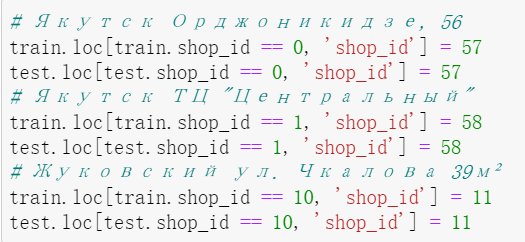 # Якутск Орджоникидзе, 56
train.loc[train.shop_id == 0, 'shop_id'] = 57
test.loc[test.shop_id == 0, 'shop_id'] = 57
# Якутск ТЦ "Центральный"
train.loc[train.shop_id == 1, 'shop_id'] = 58
test.loc[test.shop_id == 1, 'shop_id'] = 58
# Жуковский ул. Чкалова 39м²
train.loc[train.shop_id == 10, 'shop_id'] = 11
test.loc[test.shop_id == 10, 'shop_id'] = 11